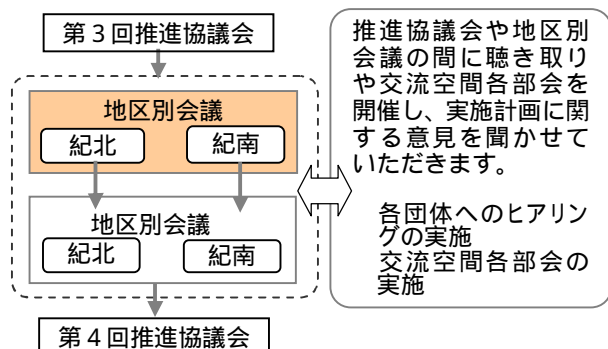 第３回推進協議会
地区別会議
紀北
紀南
地区別会議
紀北
紀南
第４回推進協議会
推進協議会や地区別
会議の間に聴き取り
や交流空間各部会を
開催し、実施計画に関
する意見を聞かせて
いただきます。
各団体へのヒアリン
グの実施
交流空間各部会の
実施